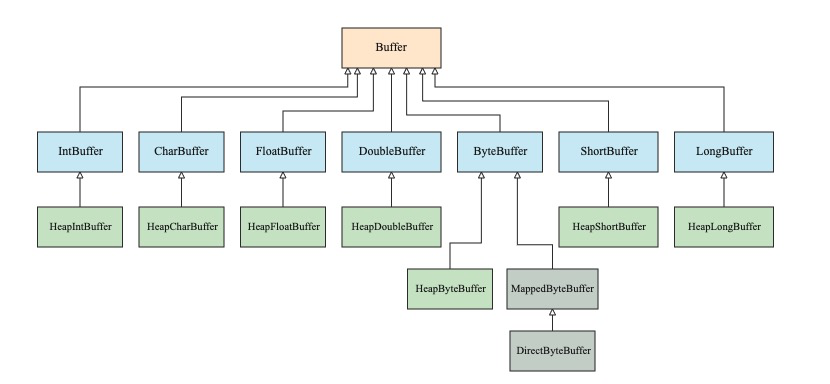 Buffer
IntBuffer
CharBuffer
FloatBuffer
DoubleBuffer
ByteBuffer
ShortBuffer
LongBuffer
HeapIntBuffer
HeapCharBuffer
HeapFloatBuffer
HeapDoubleBuffer
HeapShortBuffer
HeapLongBuffer
HeapByteBuffer
MappedByteBuffer
DirectByteBuffer